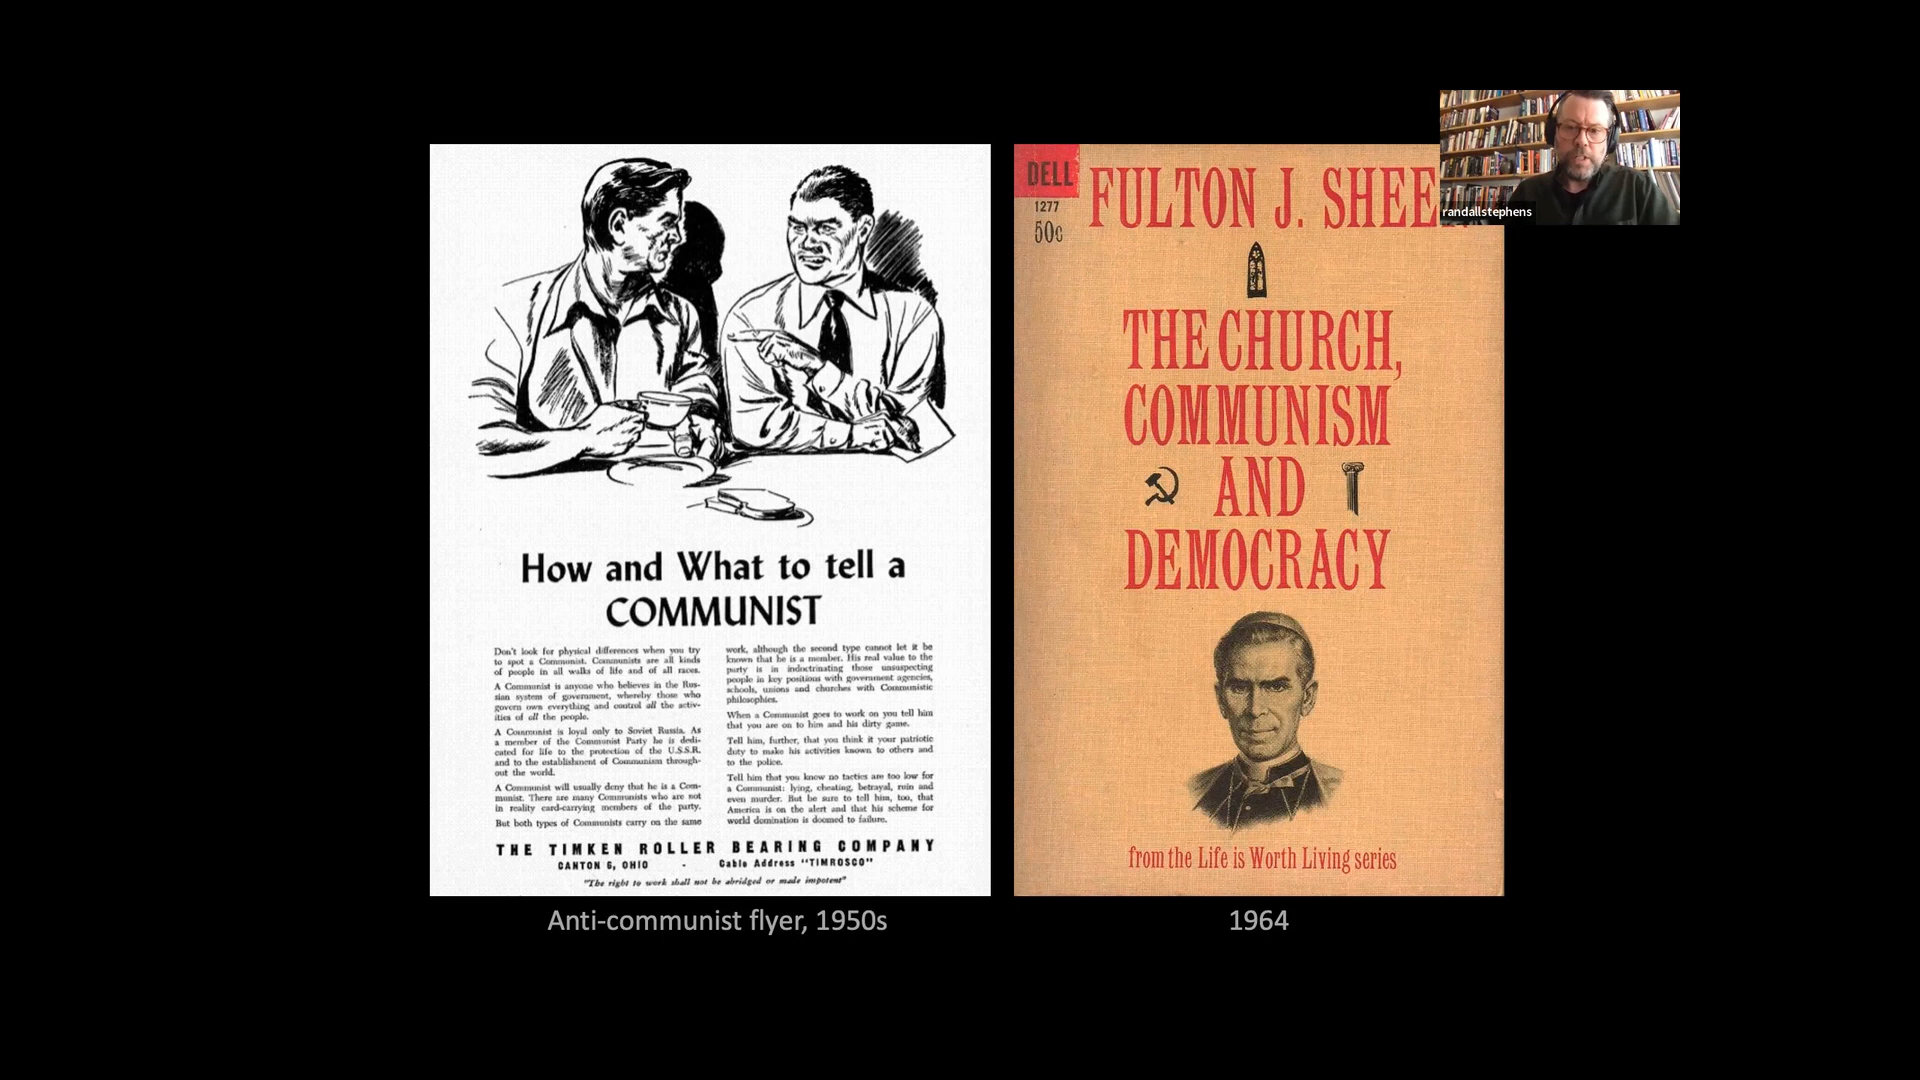 How and What to tell a
COMMUNIST
Don't look for physical differences when you try
to spot a Communist. Communists are all kinds
of people in all walks of life and of all races.
A Communist is anyone who believes in the Rus-
sian system of government, whereby those who
govern own everything and control all the activ-
ities of all the people.
A Communist is loyal only to Soviet Russia. As
a member of the Communist Party he is dedi-
cated for life to the protection of the U.S.S.R.
and to the establishment of Communism through-
out the world.
A Communist will usually deny that he is a Com-
munist. There are many Communists who are not
in reality card-carrying members of the party.
But both types of Communists carry on the same
work, although the second type cannot let it be
known that he is a member. His real value to the
party is in indoctrinating those unsuspecting
people in key positions with government agencies,
schools, unions and churches with Communistic
philosophies.
When a Communist goes to work on you tell him
that you are on to him and his dirty game.
Tell him, further, that you think it your patriotic
duty to make his activities known to others and
to the police.
Tell him that you know no tactics are too low for
a Communist: lying, cheating, betrayal, ruin and
even murder. But be sure to tell him, too, that
America is on the alert and that his scheme for
world domination is doomed to failure.
THE TIMKEN ROLLER BEARING COMPANY
CANTON 6, OHIO - Cable Address "TIMROSCO"
"The right to work shall not be abridged or made impotent"
Anti-communist flyer, 1950s
DELL
1277
50c
FULTON J. SHEE
THE CHURCH,
COMMUNISM
AND
DEMOCRACY
from the Life is Worth Living series
1964
randallstephens